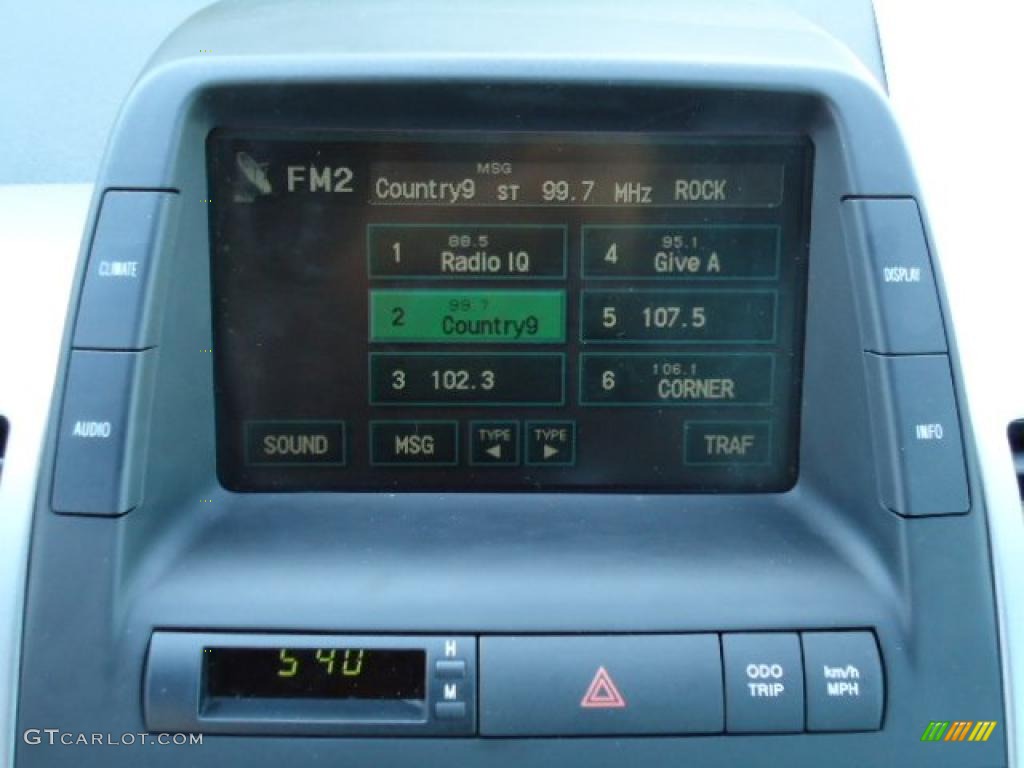 MSG
FM2 Country9 ST 99.7 MHz ROCK
1 88.5 Radio IQ
4 95.1 Give A
2 99.7 Country9
5 107.5
3 102.3
6 106.1 CORNER
SOUND MSG TYPE ◄ TYPE ► TRAF
CLIMATE
AUDIO
DISPLAY
INFO
5 40
H
M
ODO
TRIP
km/h
MPH
GTCARLOT.COM